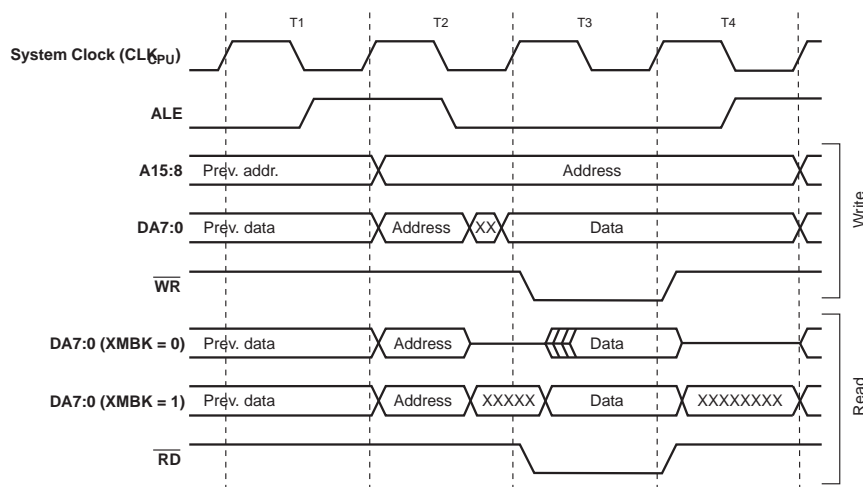 T1 T2 T3 T4
System Clock (CLKCPU)
ALE
A15:8 Prev. addr. Address
DA7:0 Prev. data Address XX Data
WR
Write
DA7:0 (XMBK = 0) Prev. data Address Data
DA7:0 (XMBK = 1) Prev. data Address XXXXX Data XXXXXXXX
RD
Read